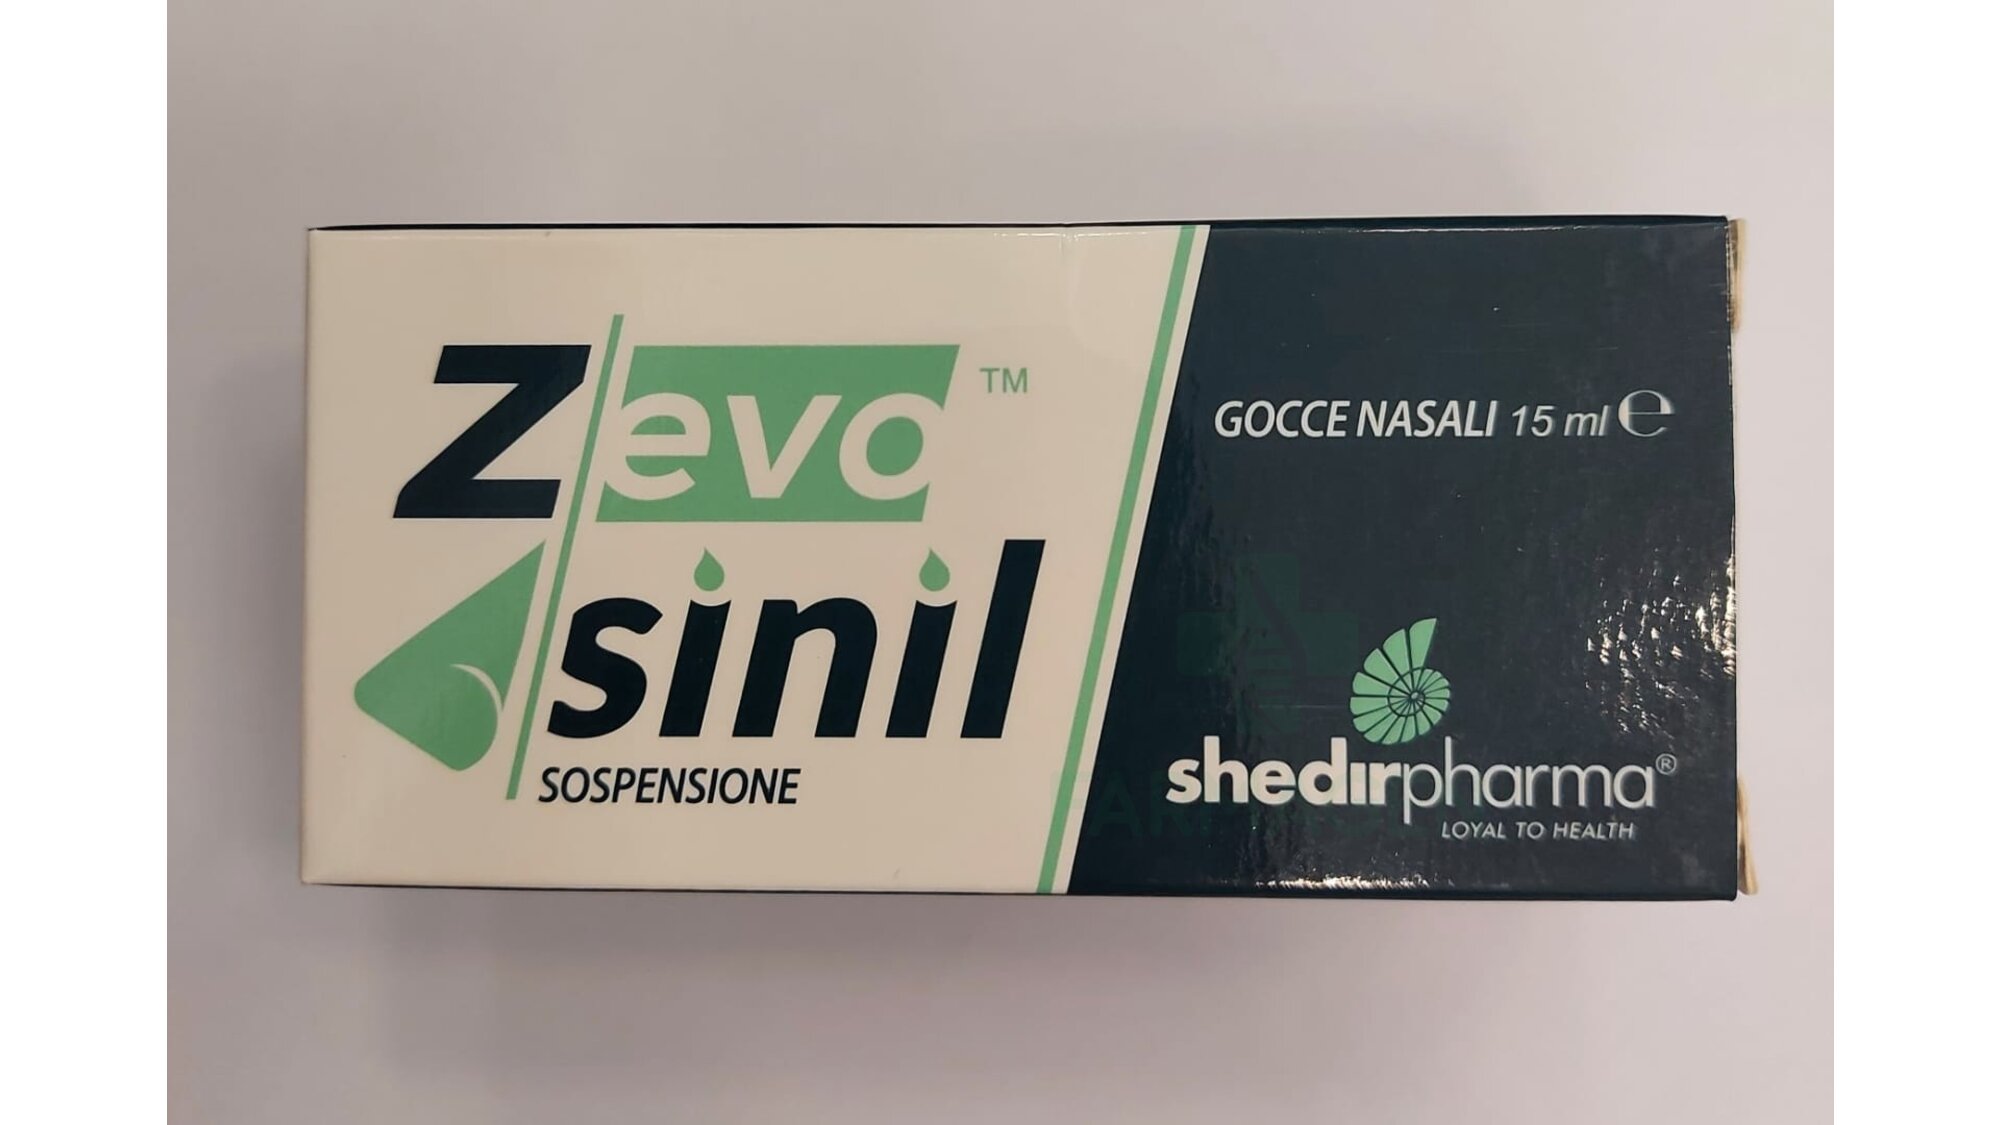 Zevo™
sinil
SOSPENSIONE
GOCCE NASALI 15 ml ℮
shedirpharma®
LOYAL TO HEALTH